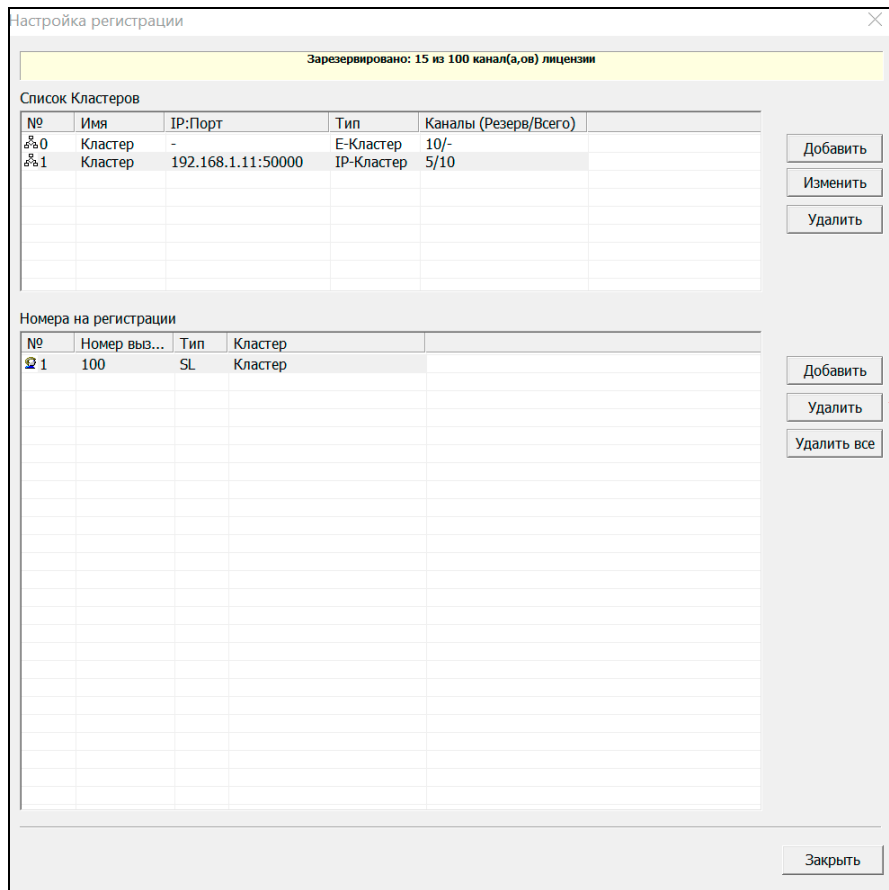 Настройка регистрации
Зарезервировано: 15 из 100 канал(а,ов) лицензии
Список Кластеров
№ Имя IP:Порт Тип Каналы (Резерв/Всего)
0 Кластер - E-Кластер 10/-
1 Кластер 192.168.1.11:50000 IP-Кластер 5/10
Добавить
Изменить
Удалить
Номера на регистрации
№ Номер выз... Тип Кластер
1 100 SL Кластер
Добавить
Удалить
Удалить все
Закрыть